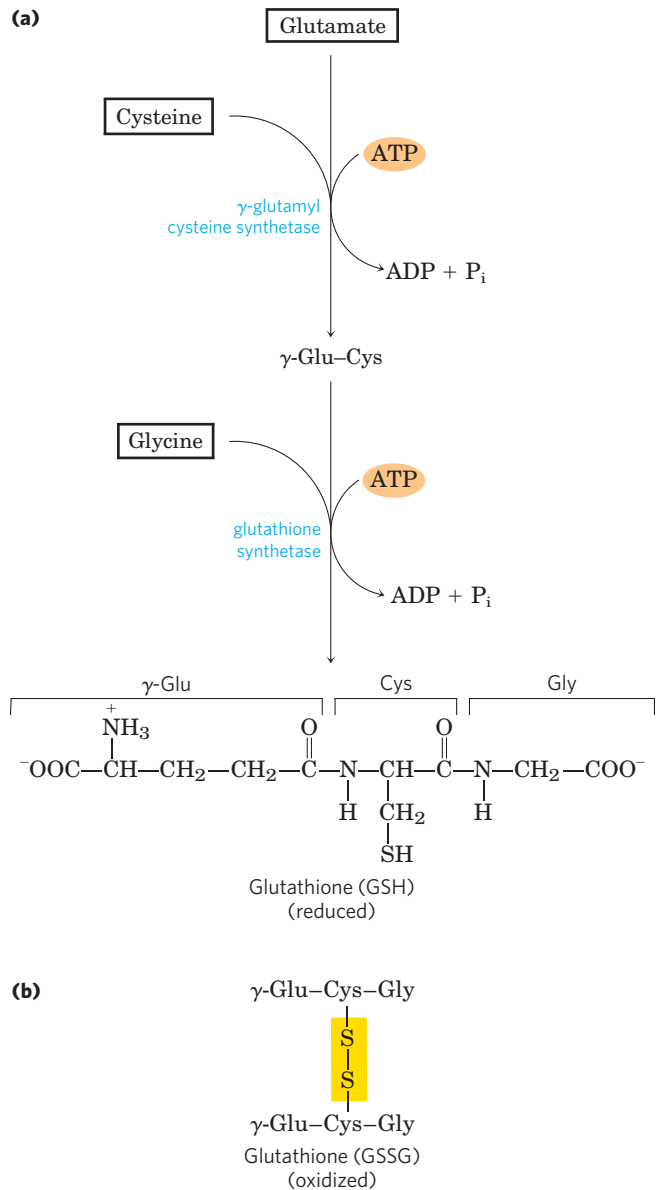 (a)
Glutamate
Cysteine
ATP
γ-glutamyl
cysteine synthetase
ADP + Pi
γ-Glu–Cys
Glycine
ATP
glutathione
synthetase
ADP + Pi
γ-Glu Cys Gly
+
NH3 O O
⁻OOC—CH—CH2—CH2—C—N—CH—C—N—CH2—COO⁻
H CH2 H
SH
Glutathione (GSH)
(reduced)
(b)
γ-Glu–Cys–Gly
S
S
γ-Glu–Cys–Gly
Glutathione (GSSG)
(oxidized)